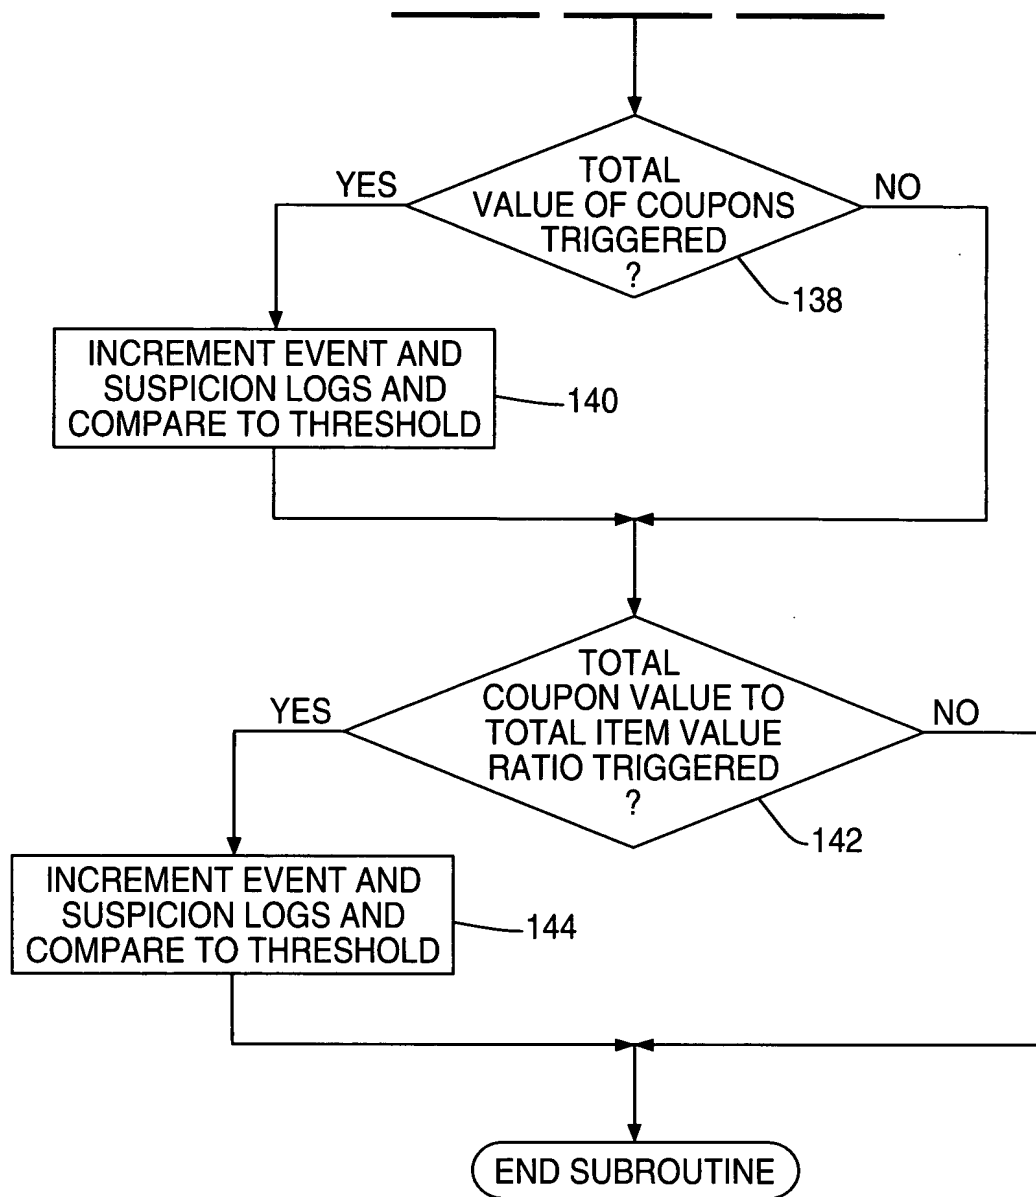 TOTAL
VALUE OF COUPONS
TRIGGERED
?
YES
NO
138
INCREMENT EVENT AND
SUSPICION LOGS AND
COMPARE TO THRESHOLD
140
TOTAL
COUPON VALUE TO
TOTAL ITEM VALUE
RATIO TRIGGERED
?
YES
NO
142
INCREMENT EVENT AND
SUSPICION LOGS AND
COMPARE TO THRESHOLD
144
END SUBROUTINE